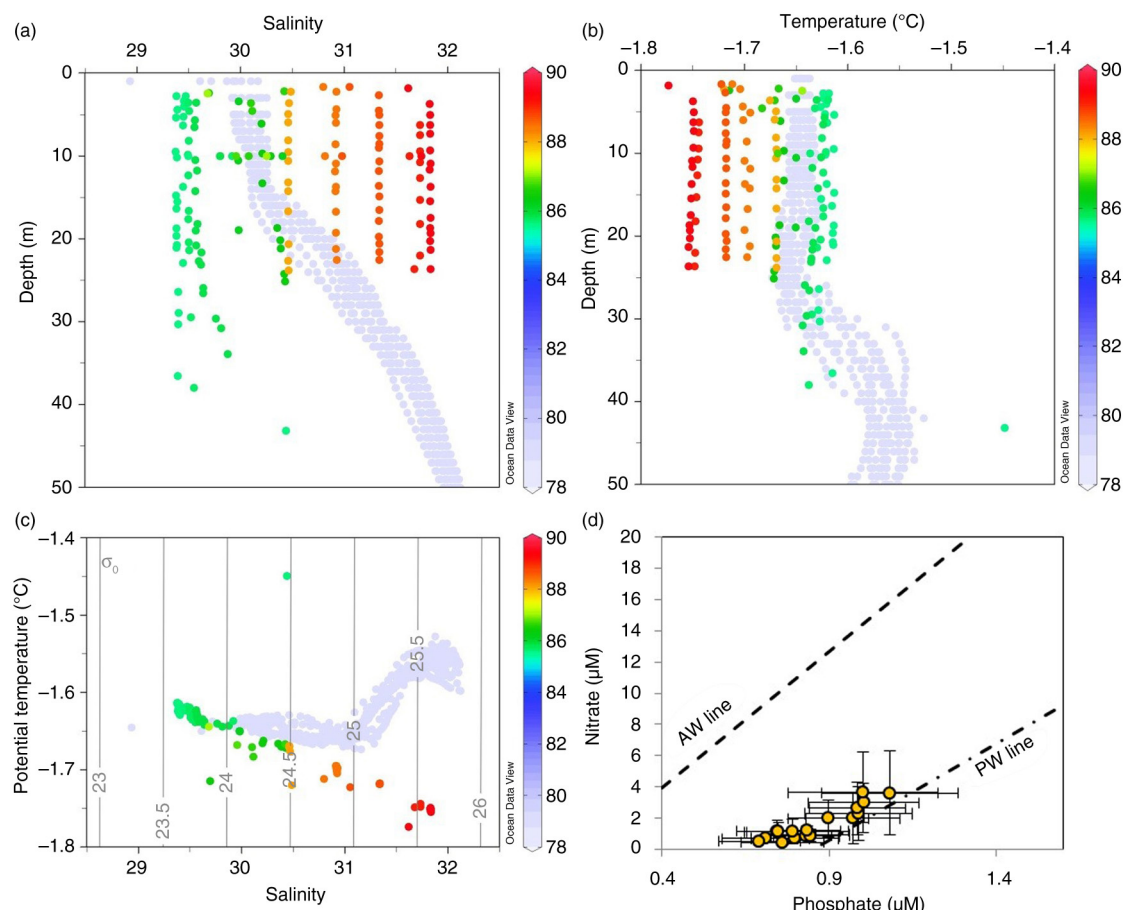 (a)
Salinity
29 30 31 32
0
10
20
30
40
50
Depth (m)
Ocean Data View
90
88
86
84
82
80
78
(b)
Temperature (°C)
−1.8 −1.7 −1.6 −1.5 −1.4
0
10
20
30
40
50
Depth (m)
Ocean Data View
90
88
86
84
82
80
78
(c)
−1.4
−1.5
−1.6
−1.7
−1.8
Potential temperature (°C)
σ0
23
23.5
24
24.5
25
25.5
26
29 30 31 32
Salinity
Ocean Data View
90
88
86
84
82
80
78
(d)
20
18
16
14
12
10
8
6
4
2
0
Nitrate (μM)
AW line
PW line
0.4 0.9 1.4
Phosphate (μM)